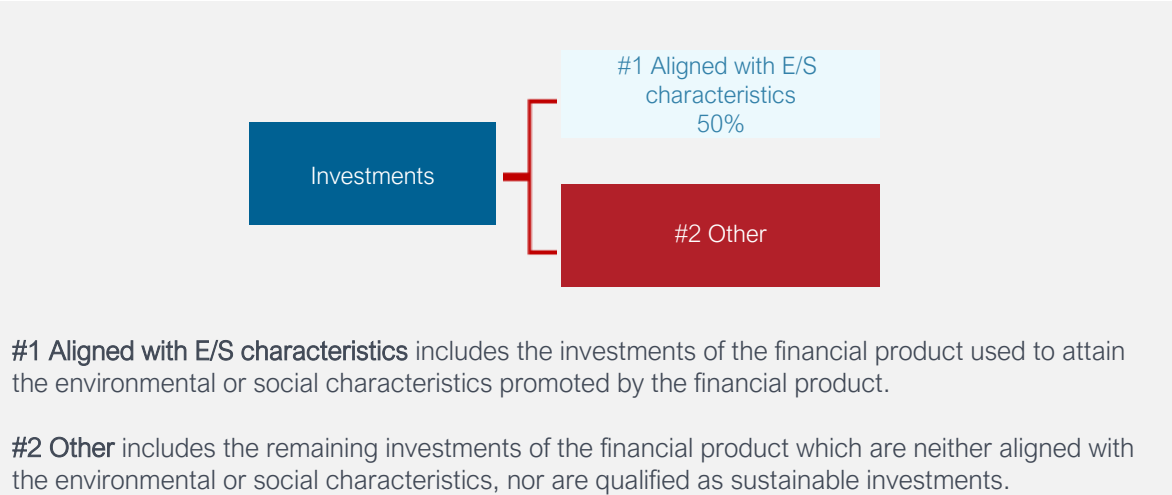 #1 Aligned with E/S
characteristics
50%
Investments
#2 Other
#1 Aligned with E/S characteristics includes the investments of the financial product used to attain
the environmental or social characteristics promoted by the financial product.
#2 Other includes the remaining investments of the financial product which are neither aligned with
the environmental or social characteristics, nor are qualified as sustainable investments.